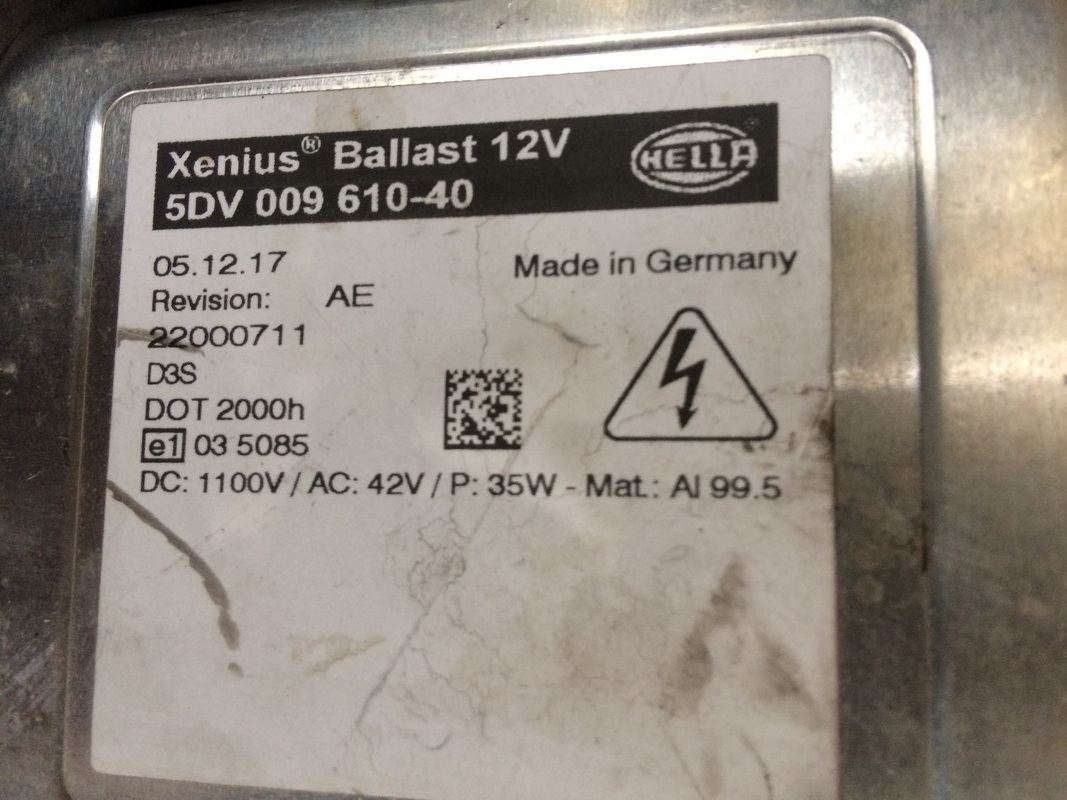 Xenius® Ballast 12V
HELLA
5DV 009 610-40
05.12.17
Made in Germany
Revision: AE
22000711
D3S
DOT 2000h
e1 03 5085
DC: 1100V / AC: 42V / P: 35W - Mat.: Al 99.5